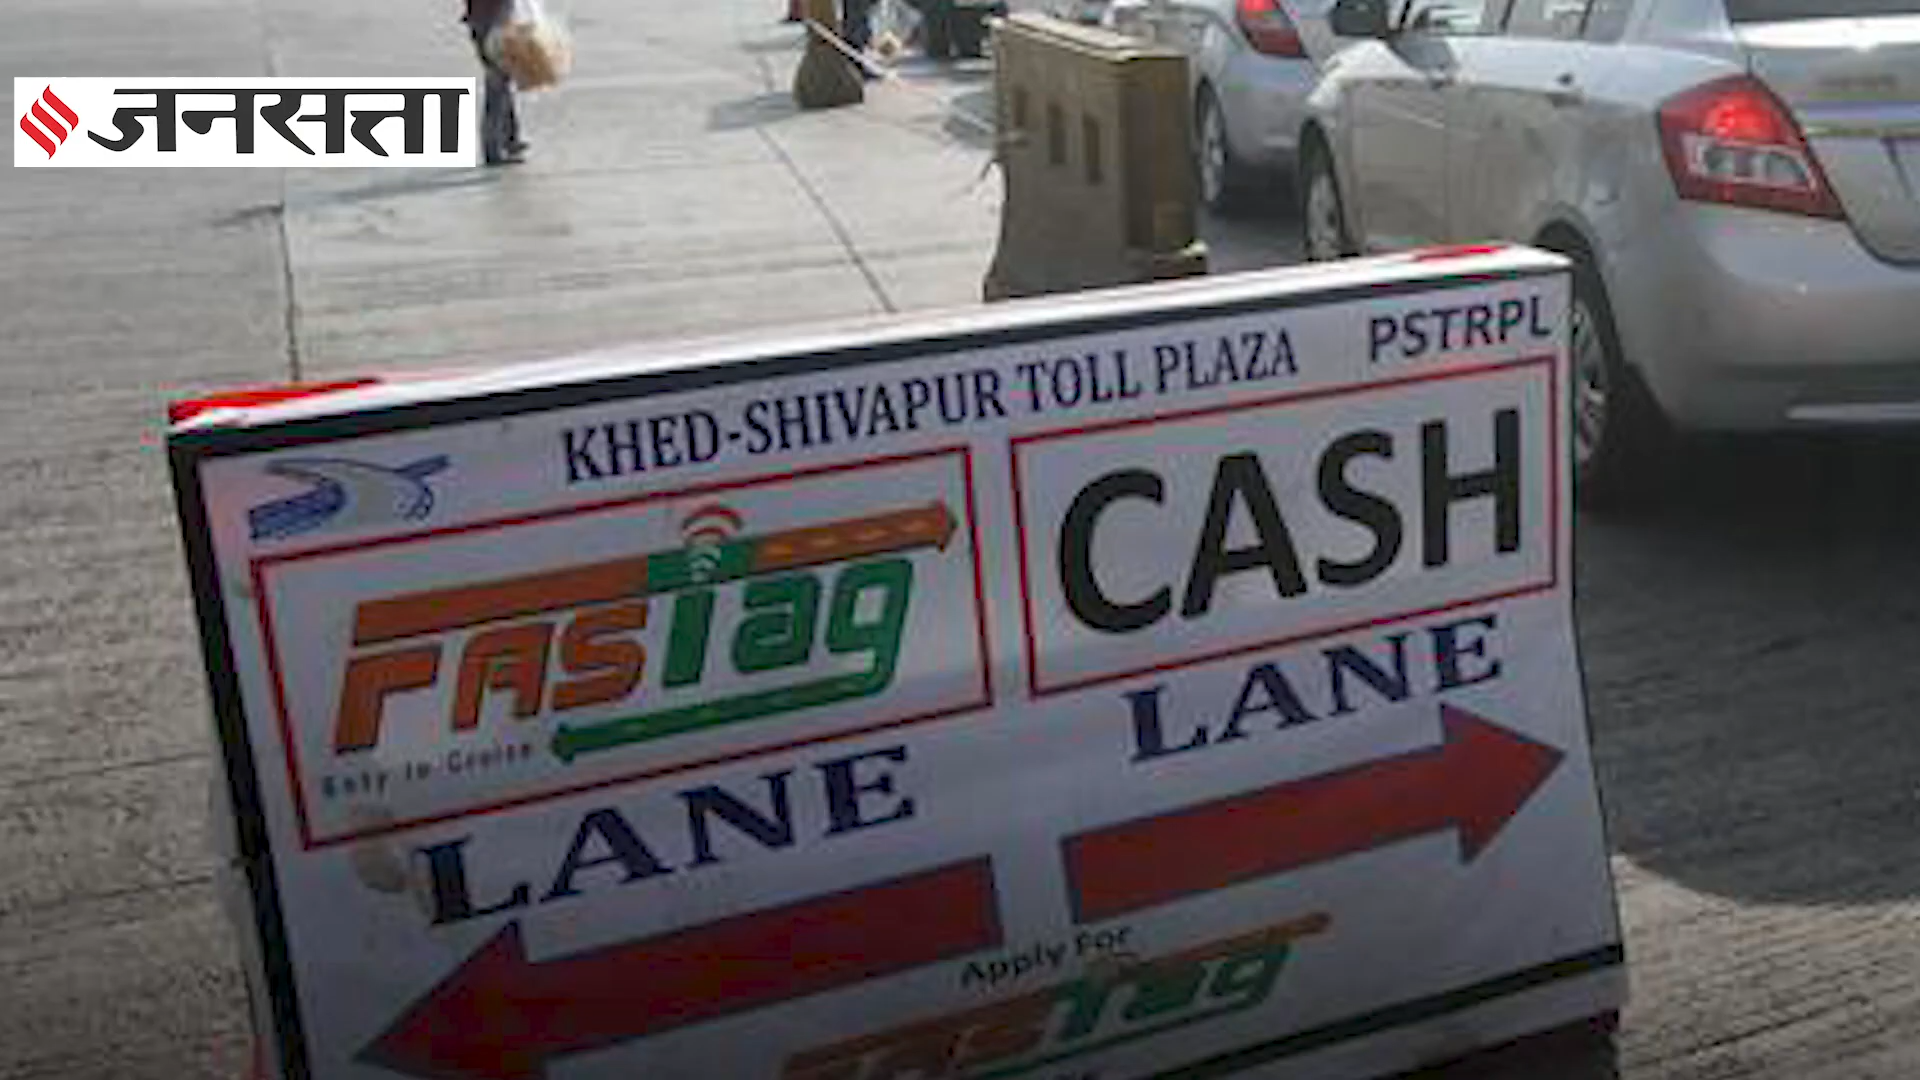 जनसत्ता
KHED-SHIVAPUR TOLL PLAZA PSTRPL
FASTag
CASH
LANE
LANE
Apply For
FASTag